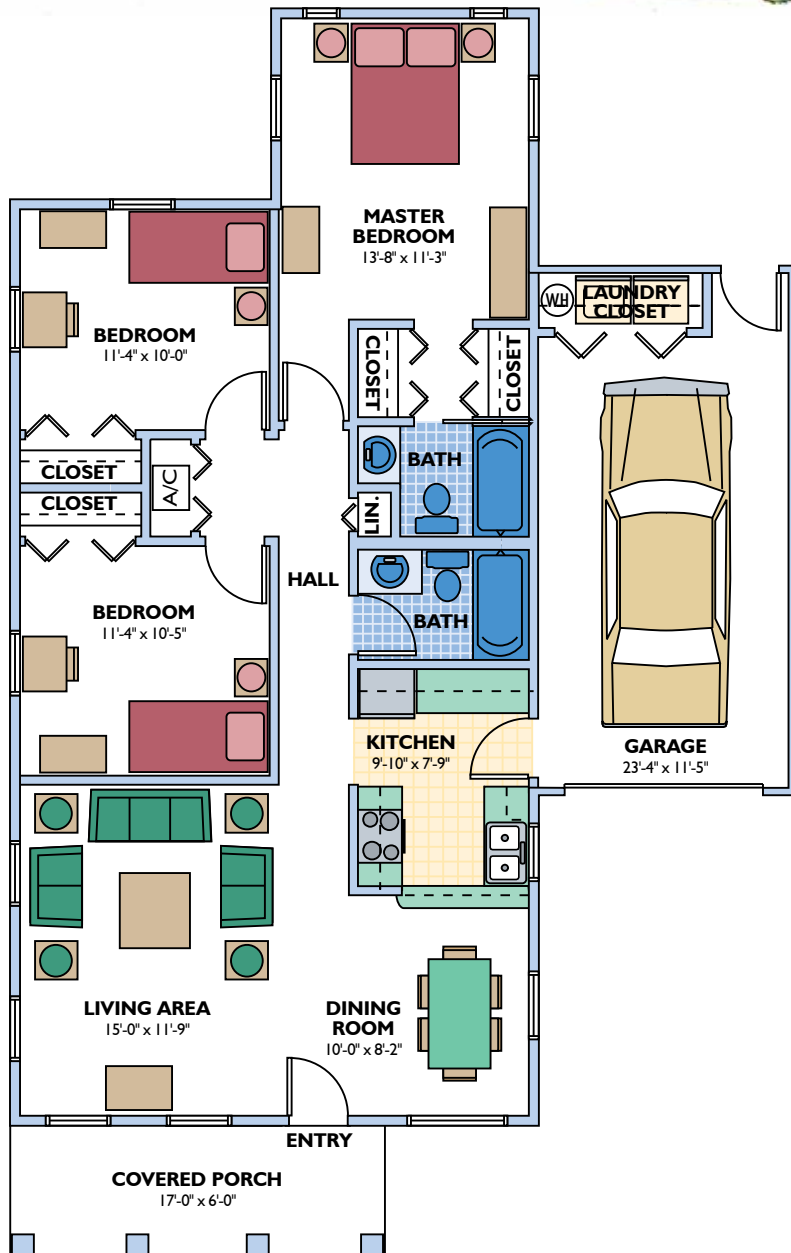 MASTER
BEDROOM
13'-8" x 11'-3"
WH
LAUNDRY
CLOSET
BEDROOM
11'-4" x 10'-0"
CLOSET
CLOSET
CLOSET
A/C
BATH
CLOSET
LIN.
HALL
BEDROOM
11'-4" x 10'-5"
BATH
KITCHEN
9'-10" x 7'-9"
GARAGE
23'-4" x 11'-5"
LIVING AREA
15'-0" x 11'-9"
DINING
ROOM
10'-0" x 8'-2"
ENTRY
COVERED PORCH
17'-0" x 6'-0"